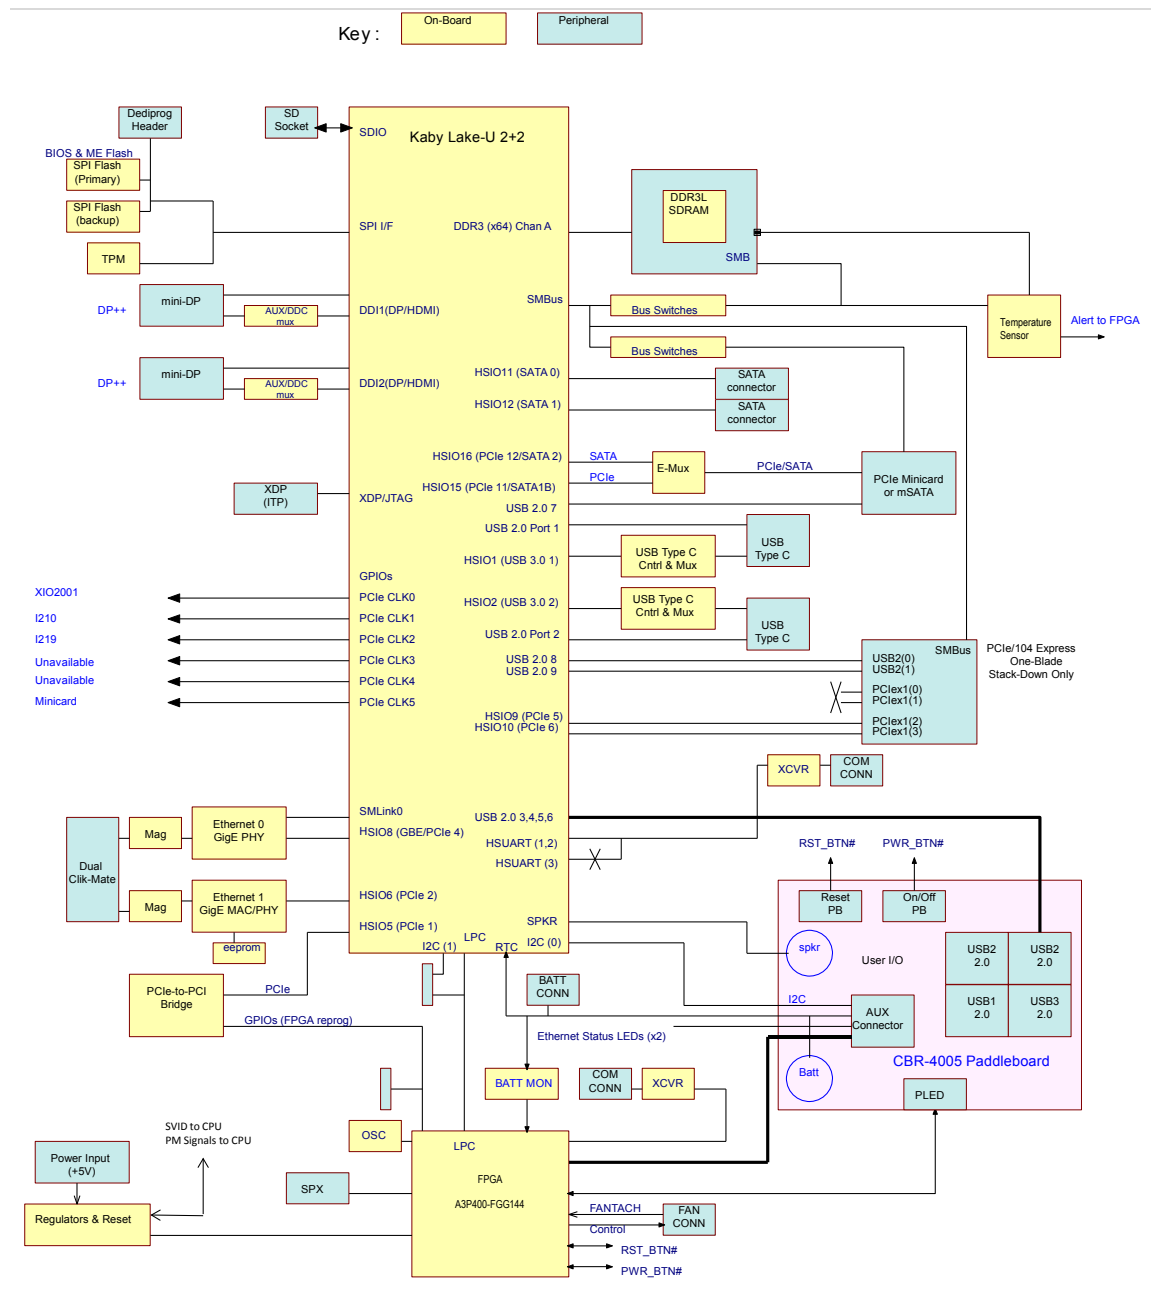 Key :
On-Board
Peripheral
Dediprog
Header
SD
Socket
SDIO
Kaby Lake-U 2+2
BIOS & ME Flash
SPI Flash
(Primary)
SPI Flash
(backup)
TPM
SPI I/F
DDR3 (x64) Chan A
DDR3L
SDRAM
SMB
DP++
mini-DP
AUX/DDC
mux
DDI1(DP/HDMI)
SMBus
Bus Switches
Bus Switches
Temperature
Sensor
Alert to FPGA
DP++
mini-DP
AUX/DDC
mux
DDI2(DP/HDMI)
HSIO11 (SATA 0)
SATA
connector
HSIO12 (SATA 1)
SATA
connector
HSIO16 (PCIe 12/SATA 2)
SATA
E-Mux
PCIe/SATA
PCIe Minicard
or mSATA
HSIO15 (PCIe 11/SATA1B)
PCIe
XDP
(ITP)
XDP/JTAG
USB 2.0 7
USB 2.0 Port 1
USB
Type C
HSIO1 (USB 3.0 1)
USB Type C
Cntrl & Mux
GPIOs
XIO2001
PCIe CLK0
HSIO2 (USB 3.0 2)
USB Type C
Cntrl & Mux
I210
PCIe CLK1
USB
Type C
I219
PCIe CLK2
USB 2.0 Port 2
Unavailable
PCIe CLK3
USB 2.0 8
USB 2.0 9
Unavailable
PCIe CLK4
Minicard
PCIe CLK5
SMBus
USB2(0)
USB2(1)
PCIex1(0)
PCIex1(1)
PCIex1(2)
PCIex1(3)
PCIe/104 Express
One-Blade
Stack-Down Only
HSIO9 (PCIe 5)
HSIO10 (PCIe 6)
XCVR
COM
CONN
SMLink0
USB 2.0 3,4,5,6
Dual
Clik-Mate
Mag
Ethernet 0
GigE PHY
HSIO8 (GBE/PCIe 4)
HSUART (1,2)
HSUART (3)
RST_BTN#
PWR_BTN#
Mag
Ethernet 1
GigE MAC/PHY
eeprom
HSIO6 (PCIe 2)
HSIO5 (PCIe 1)
SPKR
I2C (1)
LPC
RTC
I2C (0)
Reset
PB
On/Off
PB
spkr
User I/O
USB2
2.0
USB2
2.0
USB1
2.0
USB3
2.0
PCIe-to-PCI
Bridge
PCIe
GPIOs (FPGA reprog)
BATT
CONN
I2C
AUX
Connector
Ethernet Status LEDs (x2)
CBR-4005 Paddleboard
Batt
PLED
BATT MON
COM
CONN
XCVR
OSC
LPC
FPGA
A3P400-FGG144
SVID to CPU
PM Signals to CPU
Power Input
(+5V)
SPX
Regulators & Reset
FANTACH
Control
FAN
CONN
RST_BTN#
PWR_BTN#